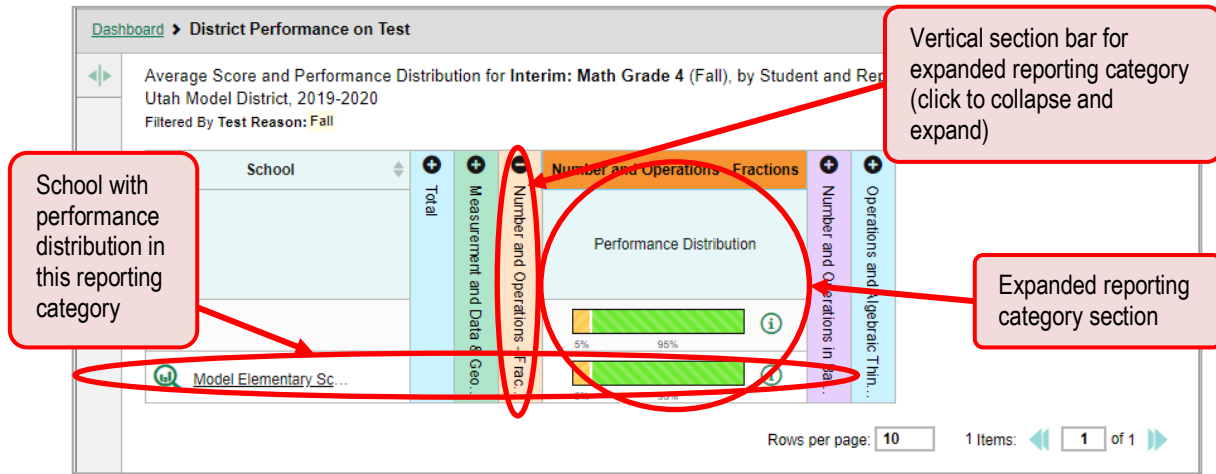 Dashboard > District Performance on Test
Average Score and Performance Distribution for Interim: Math Grade 4 (Fall), by Student and Rep
Utah Model District, 2019-2020
Filtered By Test Reason: Fall
Vertical section bar for
expanded reporting category
(click to collapse and
expand)
School with
performance
distribution in
this reporting
category
School
Total
Measurement and Data & Geo...
Number and Operations - Frac...
Number and Operations - Fractions
Performance Distribution
Number and Operations in Ba...
Operations and Algebraic Thin...
5% 95%
Model Elementary Sc...
5% 95%
Expanded reporting
category section
Rows per page: 10 1 Items: 1 of 1